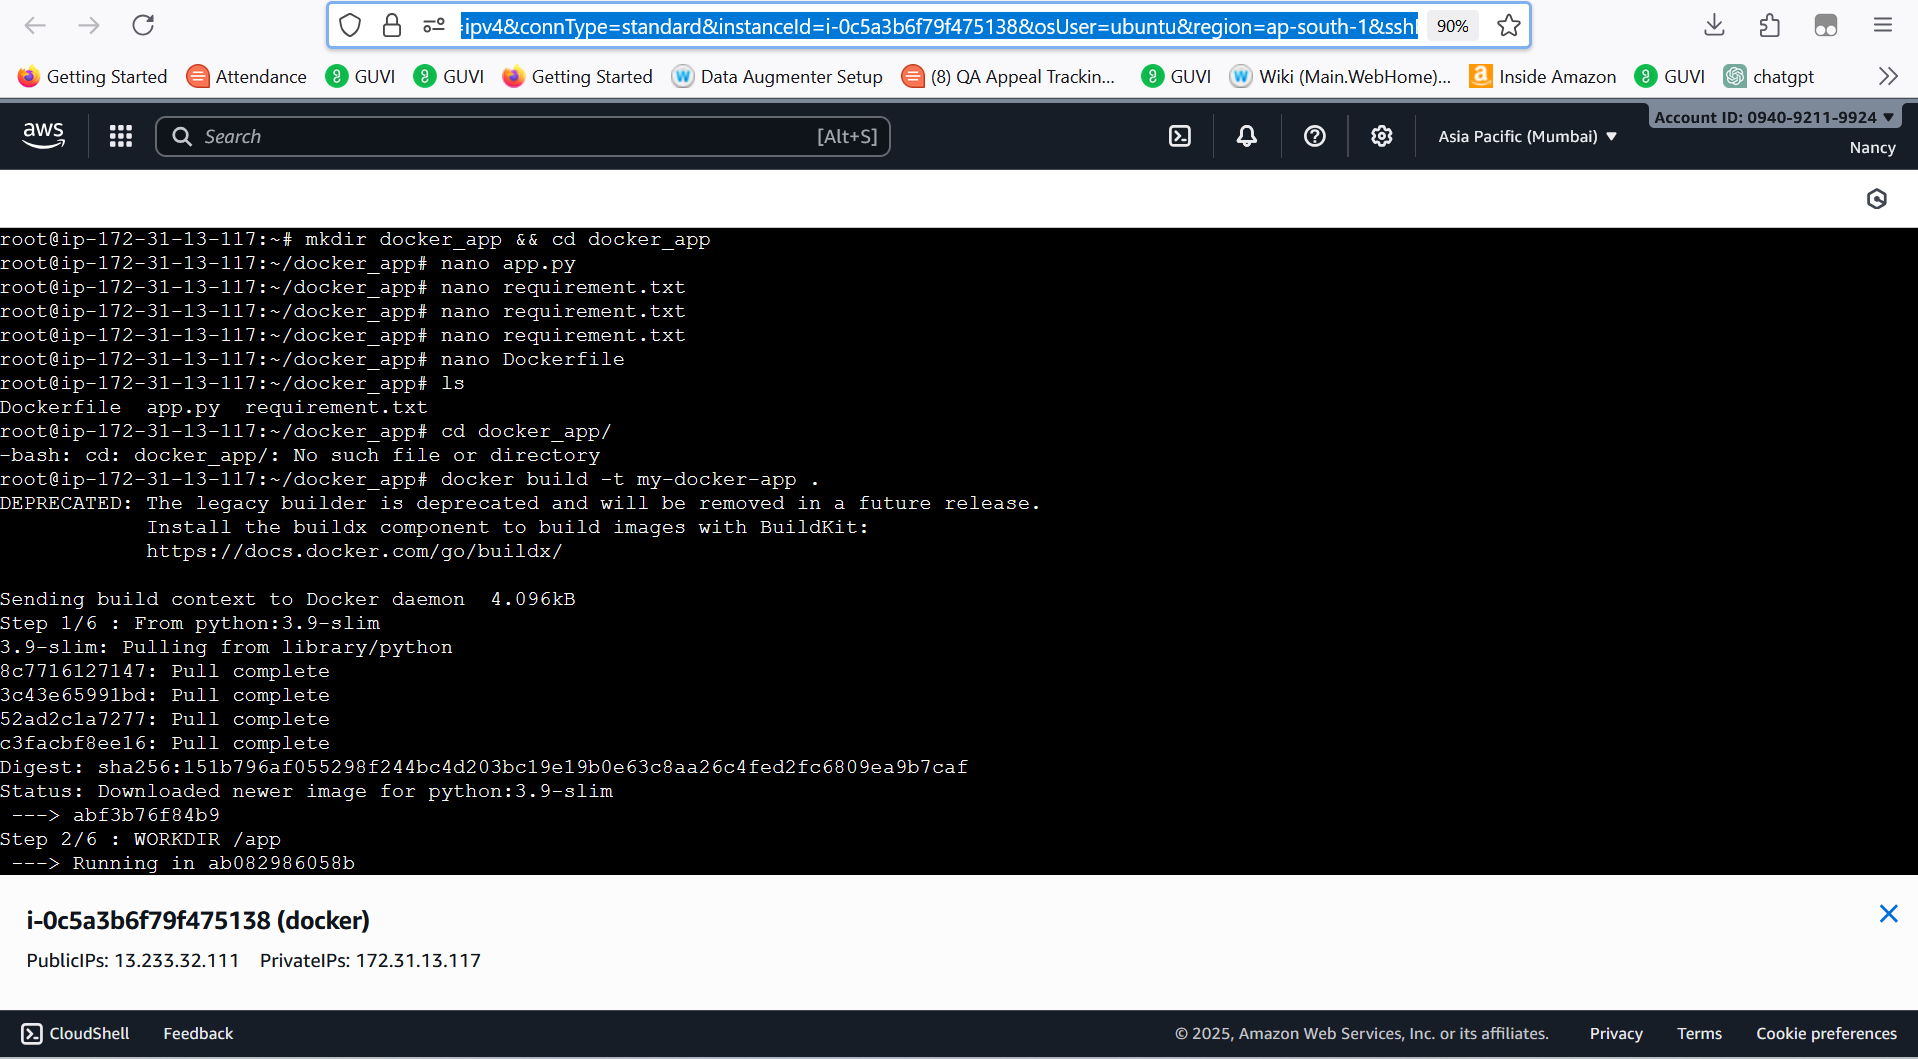 =ipv4&connType=standard&instanceId=i-0c5a3b6f79f475138&osUser=ubuntu&region=ap-south-1&ssh
90%
Getting Started
Attendance
GUVI
GUVI
Getting Started
Data Augmenter Setup
(8) QA Appeal Trackin...
GUVI
Wiki (Main.WebHome)...
Inside Amazon
GUVI
chatgpt
aws
Search
[Alt+S]
Asia Pacific (Mumbai)
Account ID: 0940-9211-9924
Nancy
root@ip-172-31-13-117:~# mkdir docker_app && cd docker_app
root@ip-172-31-13-117:~/docker_app# nano app.py
root@ip-172-31-13-117:~/docker_app# nano requirement.txt
root@ip-172-31-13-117:~/docker_app# nano requirement.txt
root@ip-172-31-13-117:~/docker_app# nano requirement.txt
root@ip-172-31-13-117:~/docker_app# nano Dockerfile
root@ip-172-31-13-117:~/docker_app# ls
Dockerfile  app.py  requirement.txt
root@ip-172-31-13-117:~/docker_app# cd docker_app/
-bash: cd: docker_app/: No such file or directory
root@ip-172-31-13-117:~/docker_app# docker build -t my-docker-app .
DEPRECATED: The legacy builder is deprecated and will be removed in a future release.
Install the buildx component to build images with BuildKit:
https://docs.docker.com/go/buildx/
Sending build context to Docker daemon  4.096kB
Step 1/6 : From python:3.9-slim
3.9-slim: Pulling from library/python
8c7716127147: Pull complete
3c43e65991bd: Pull complete
52ad2c1a7277: Pull complete
c3facbf8ee16: Pull complete
Digest: sha256:151b796af055298f244bc4d203bc19e19b0e63c8aa26c4fed2fc6809ea9b7caf
Status: Downloaded newer image for python:3.9-slim
---> abf3b76f84b9
Step 2/6 : WORKDIR /app
---> Running in ab082986058b
i-0c5a3b6f79f475138 (docker)
PublicIPs: 13.233.32.111    PrivateIPs: 172.31.13.117
CloudShell
Feedback
© 2025, Amazon Web Services, Inc. or its affiliates.
Privacy
Terms
Cookie preferences